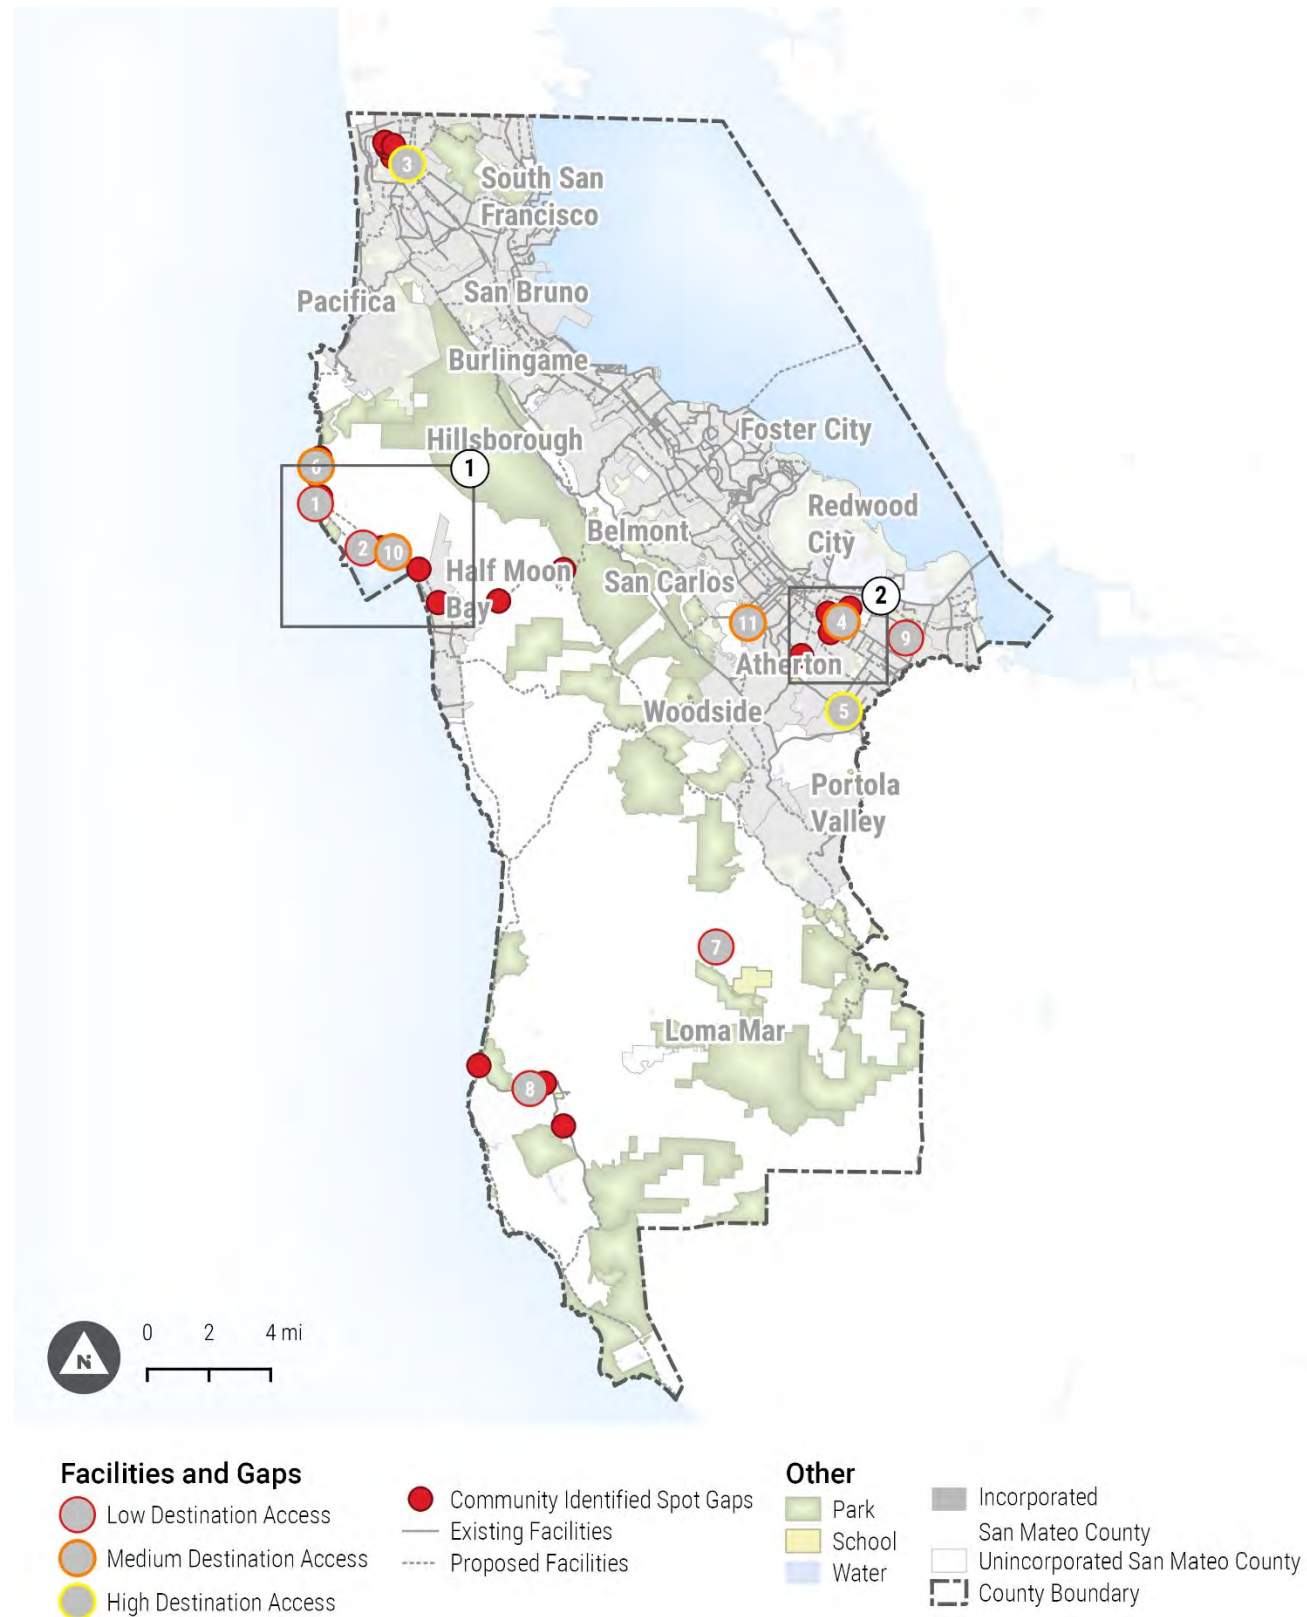 3
South San
Francisco
Pacifica
San Bruno
Burlingame
Foster City
Hillsborough
6
1
1
Redwood
City
Belmont
2
10
Half Moon
Bay
San Carlos
2
11
4
9
Atherton
Woodside
5
Portola
Valley
7
Loma Mar
8
0 2 4 mi
N
Facilities and Gaps
Low Destination Access
Medium Destination Access
High Destination Access
Community Identified Spot Gaps
Existing Facilities
Proposed Facilities
Other
Park
School
Water
Incorporated
San Mateo County
Unincorporated San Mateo County
County Boundary